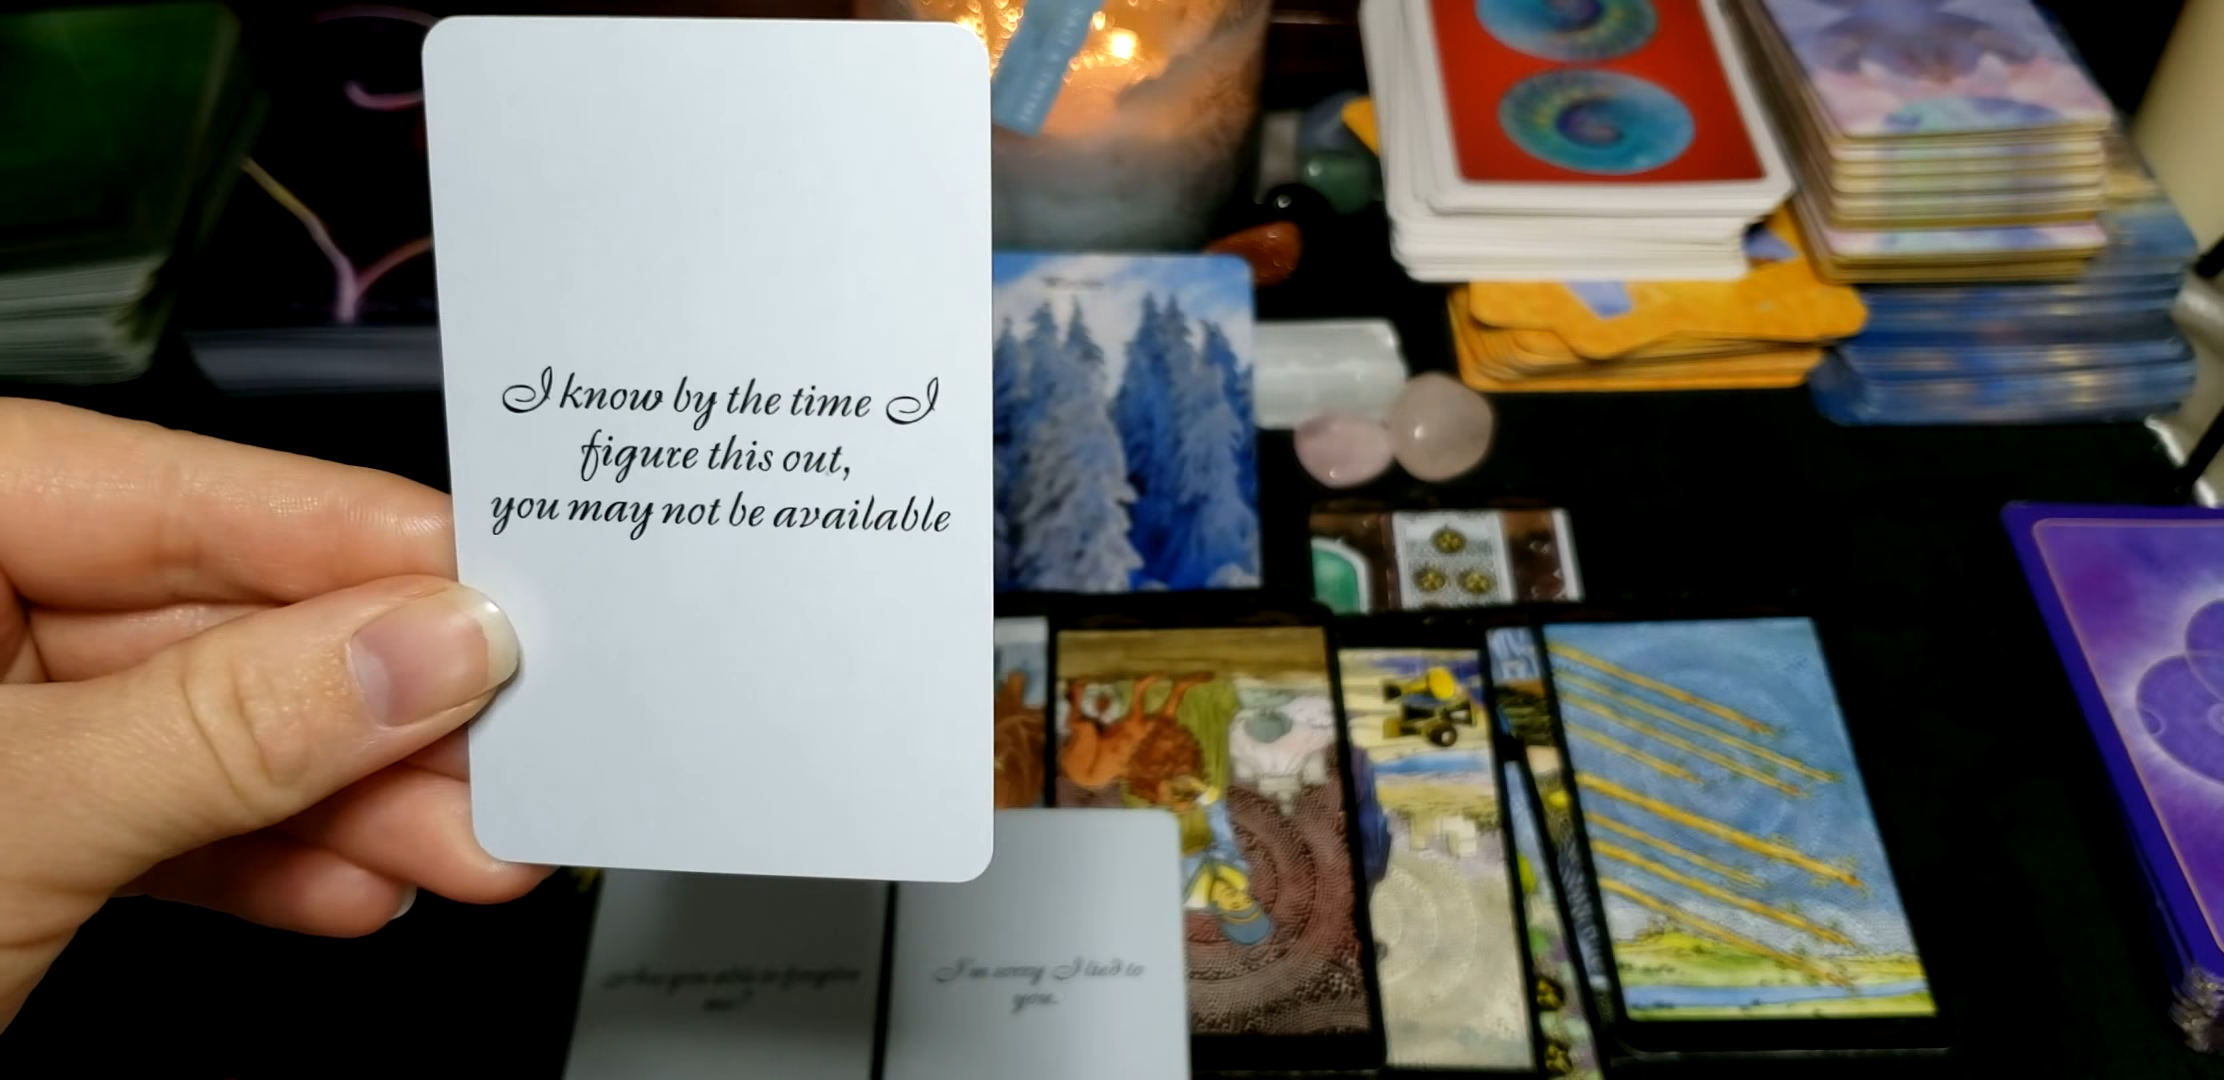 I know by the time I
figure this out,
you may not be available
I'm sorry I lied to
you.